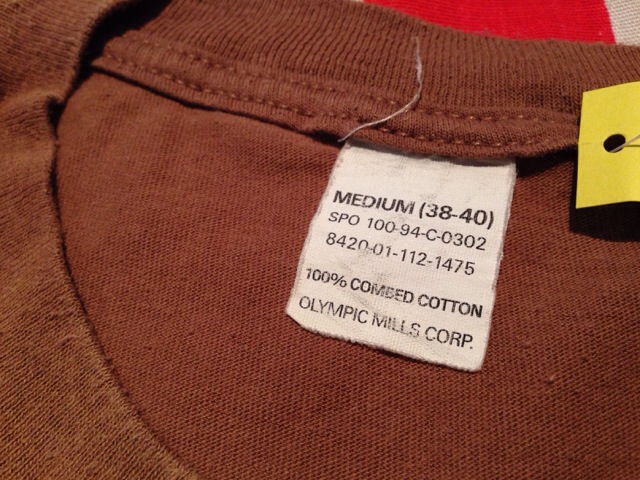 MEDIUM (38-40)
SPO 100-94-C-0302
8420-01-112-1475
100% COMBED COTTON
OLYMPIC MILLS CORP.